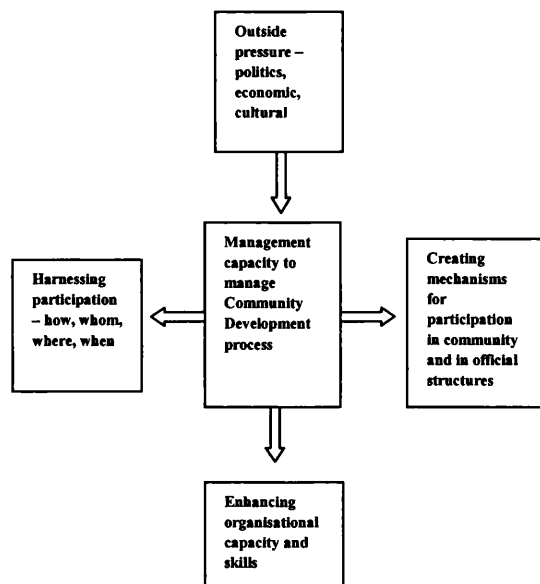 Outside
pressure –
politics,
economic,
cultural
Management
capacity to
manage
Community
Development
process
Harnessing
participation
– how, whom,
where, when
Creating
mechanisms
for
participation
in community
and in official
structures
Enhancing
organisational
capacity and
skills